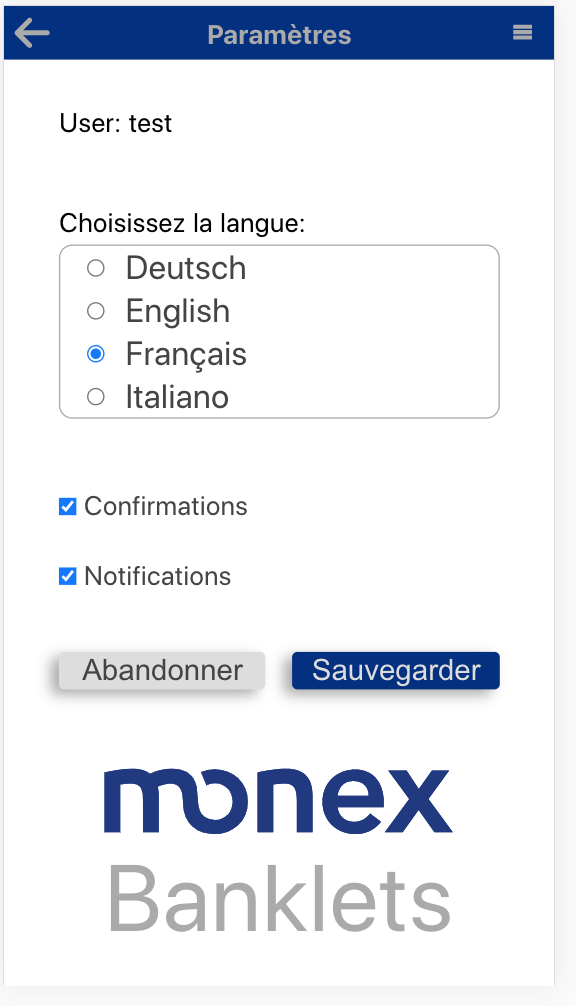 Paramètres
User: test
Choisissez la langue:
Deutsch
English
Français
Italiano
Confirmations
Notifications
Abandonner Sauvegarder
monex
Banklets